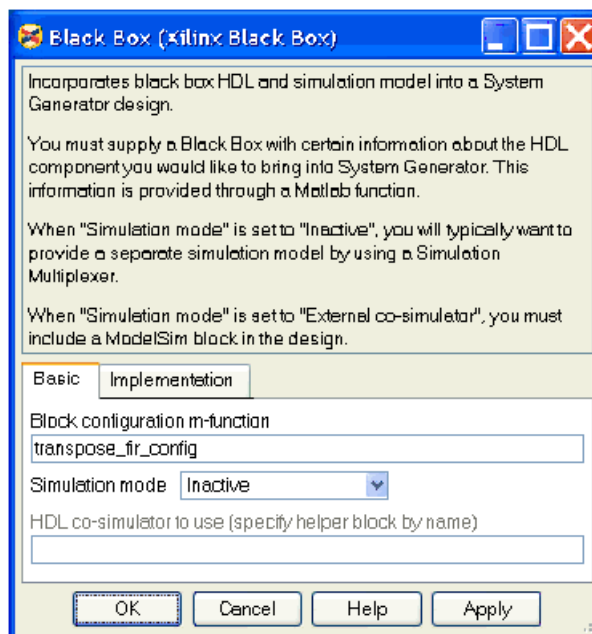 Black Box (Xilinx Black Box)
Incorporates black box HDL and simulation model into a System
Generator design.
You must supply a Black Box with certain information about the HDL
component you would like to bring into System Generator. This
information is provided through a Matlab function.
When "Simulation mode" is set to "Inactive", you will typically want to
provide a separate simulation model by using a Simulation
Multiplexer.
When "Simulation mode" is set to "External co-simulator", you must
include a ModelSim block in the design.
Basic Implementation
Block configuration m-function
transpose_fir_config
Simulation mode Inactive
HDL co-simulator to use (specify helper block by name)
OK Cancel Help Apply